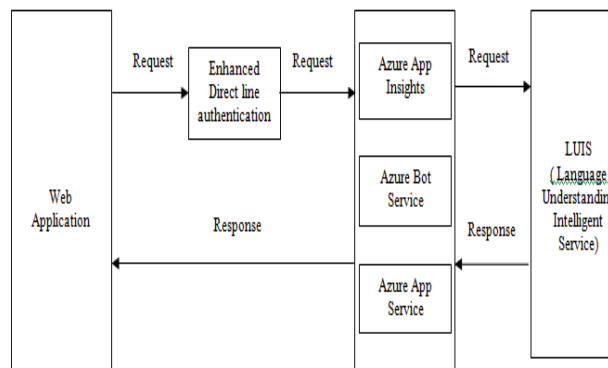 Request
Request
Request
Enhanced
Direct line
authentication
Azure App
Insights
Web
Application
Azure Bot
Service
LUIS
( Language
Understandin
Intelligent
Service)
Response
Response
Azure App
Service